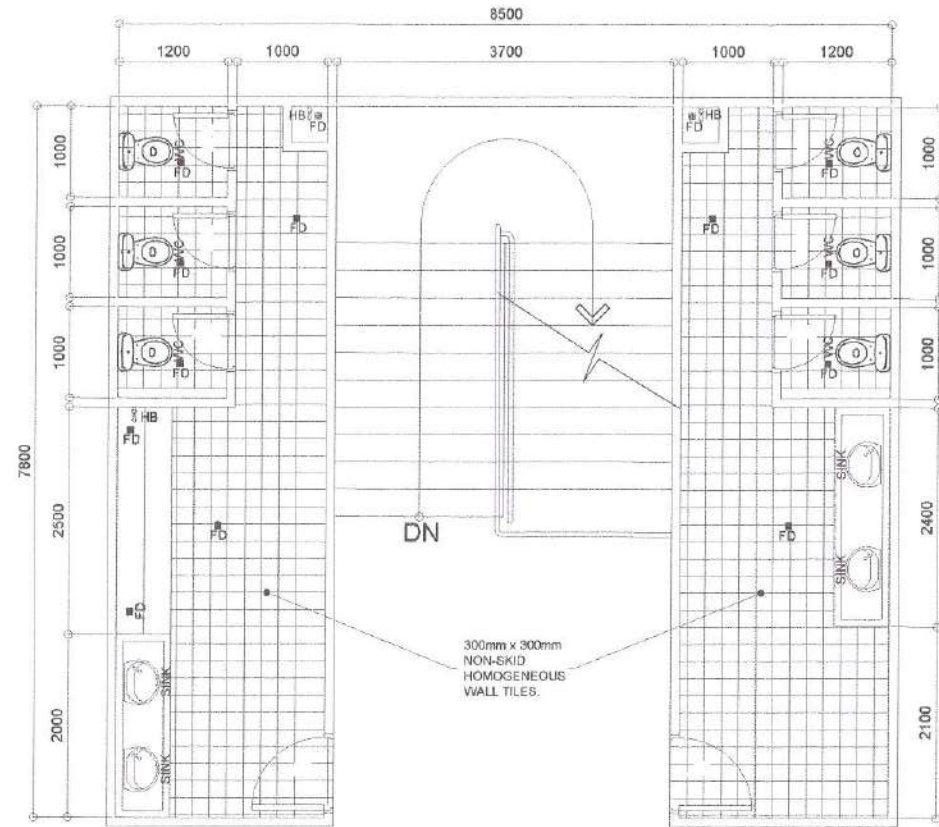 8500
1200 1000 3700 1000 1200
HB
FD
HB
FD
1000
WC
FD
WC
FD
1000
FD
FD
1000
WC
FD
WC
FD
1000
1000
WC
FD
WC
FD
1000
HB
FD
7800
2500
FD
DN
FD
SINK
SINK
2400
FD
300mm x 300mm
NON-SKID
HOMOGENEOUS
WALL TILES.
SINK
SINK
2000
2100